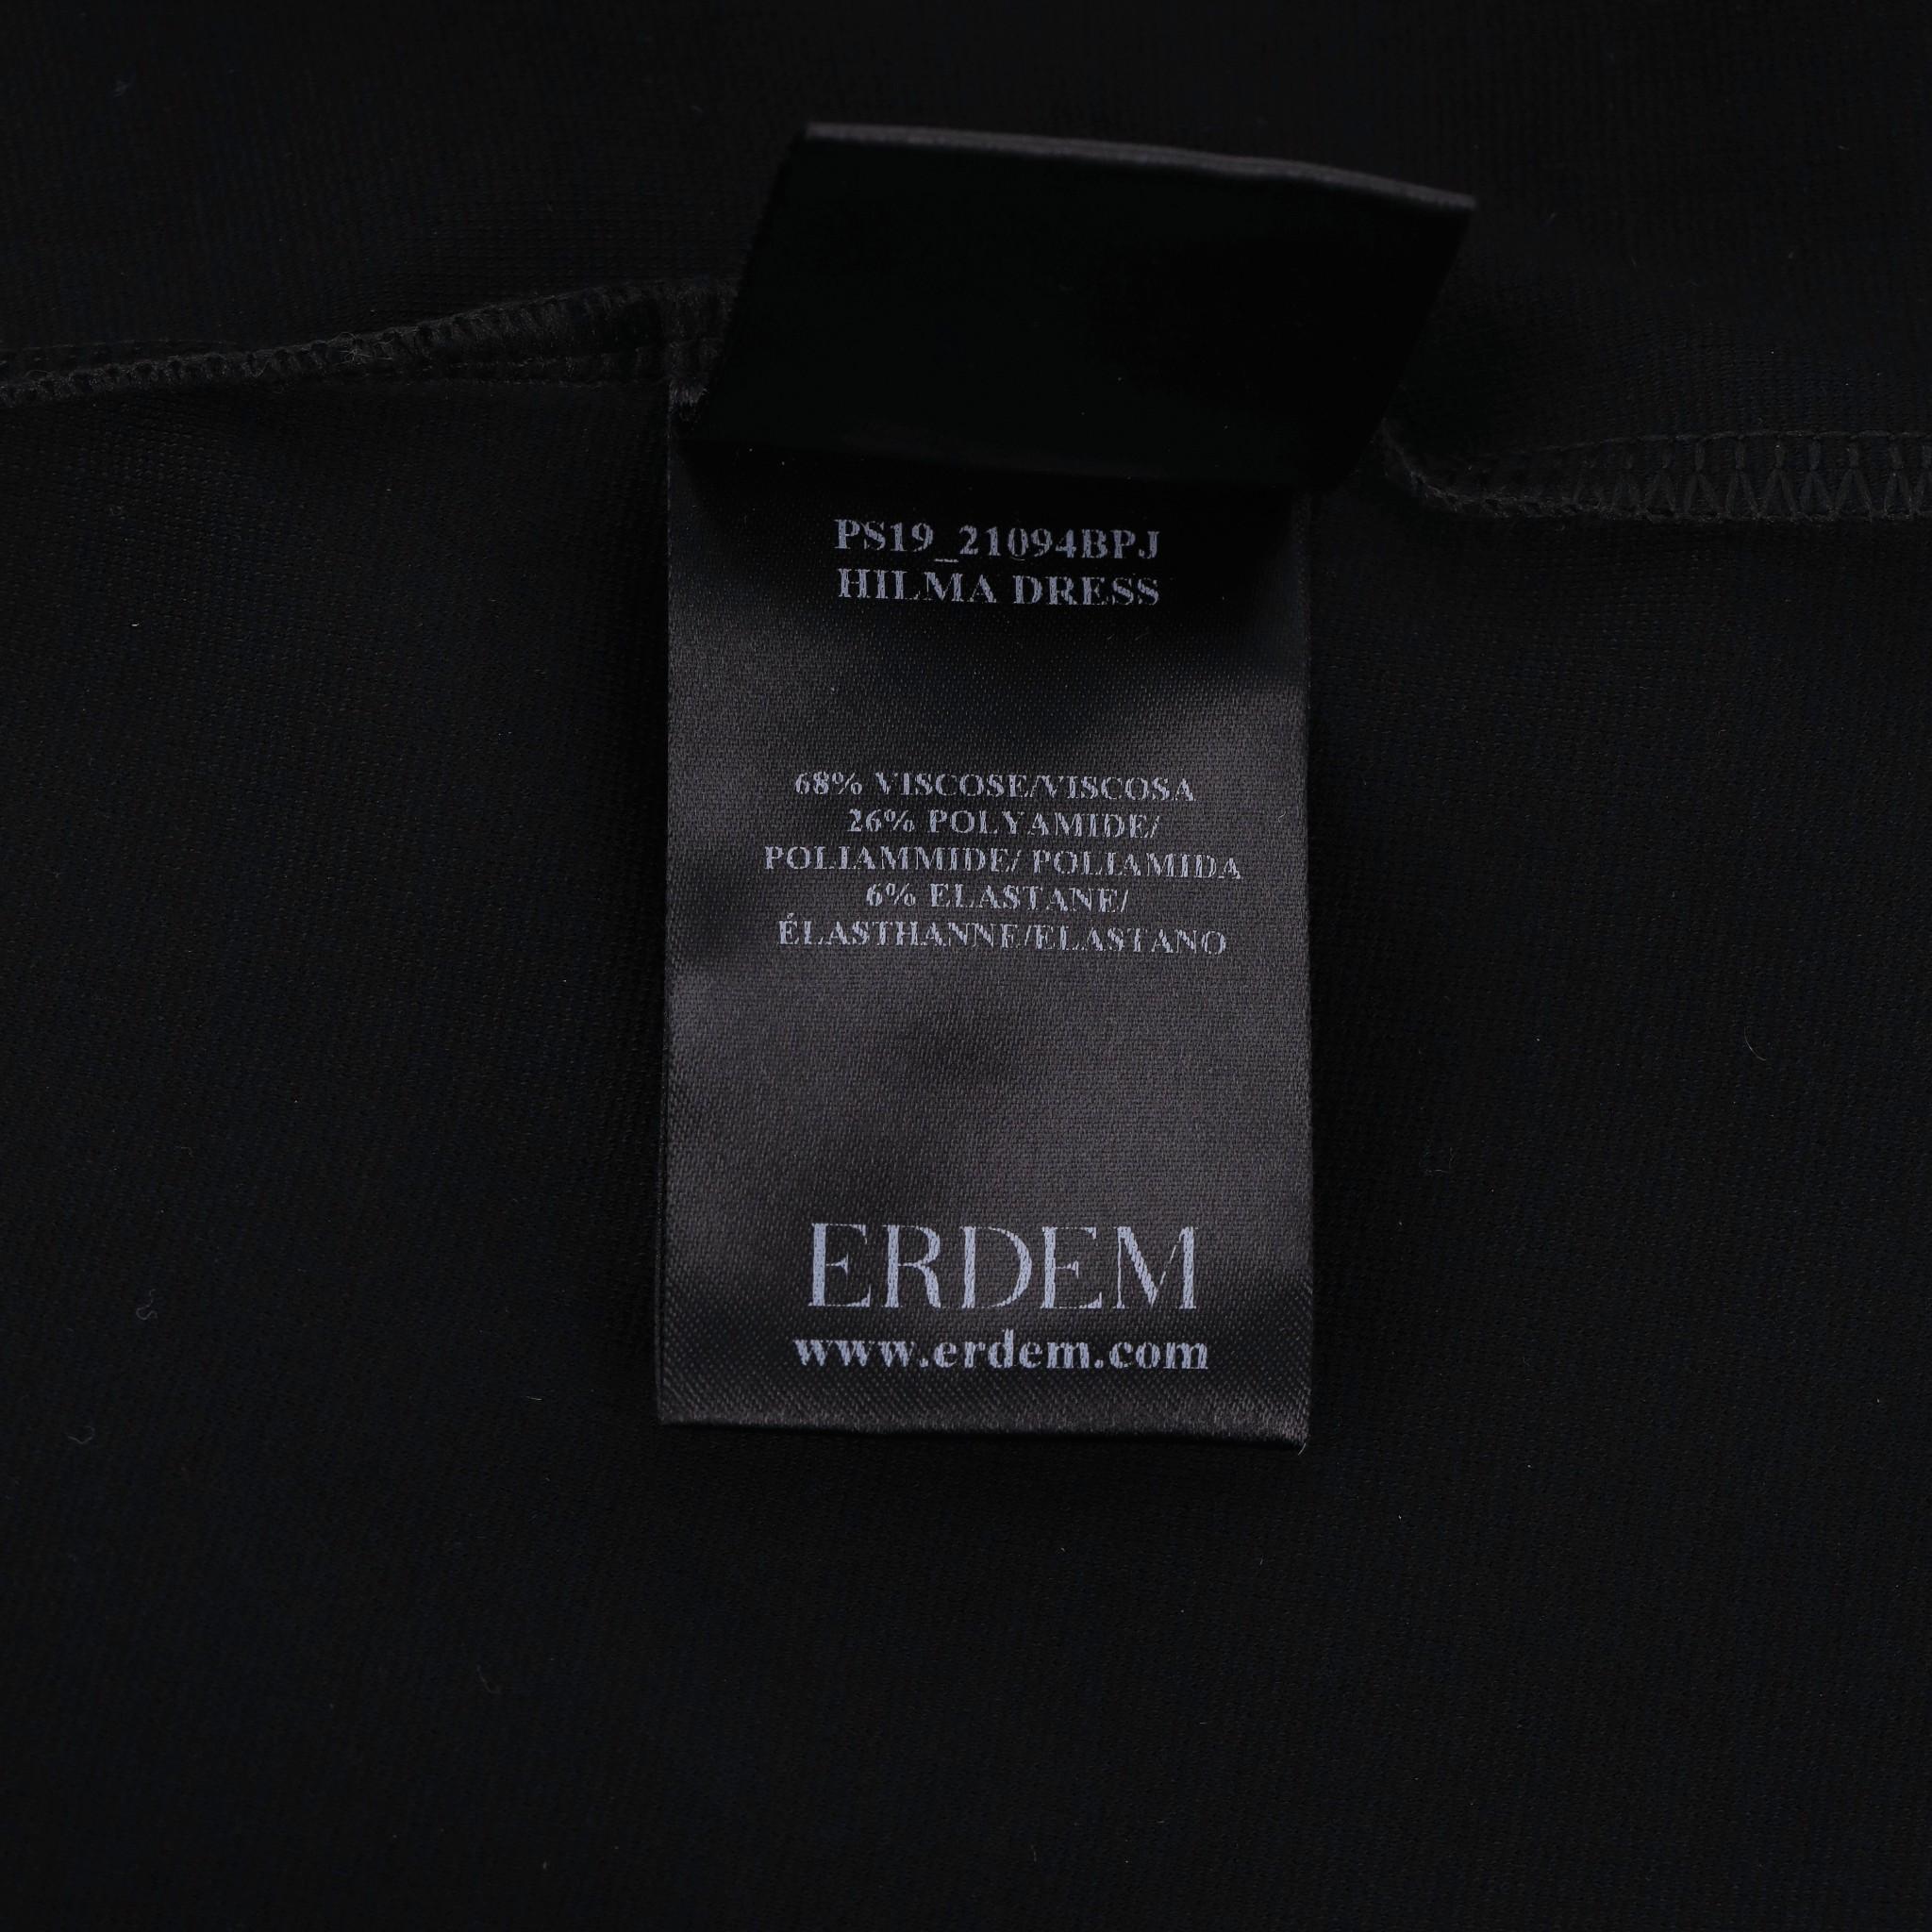 PS19_21094BPJ
HILMA DRESS
68% VISCOSE/VISCOSA
26% POLYAMIDE/
POLIAMMIDE/ POLIAMIDA
6% ELASTANE/
ÉLASTHANNE/ELASTANO
ERDEM
www.erdem.com